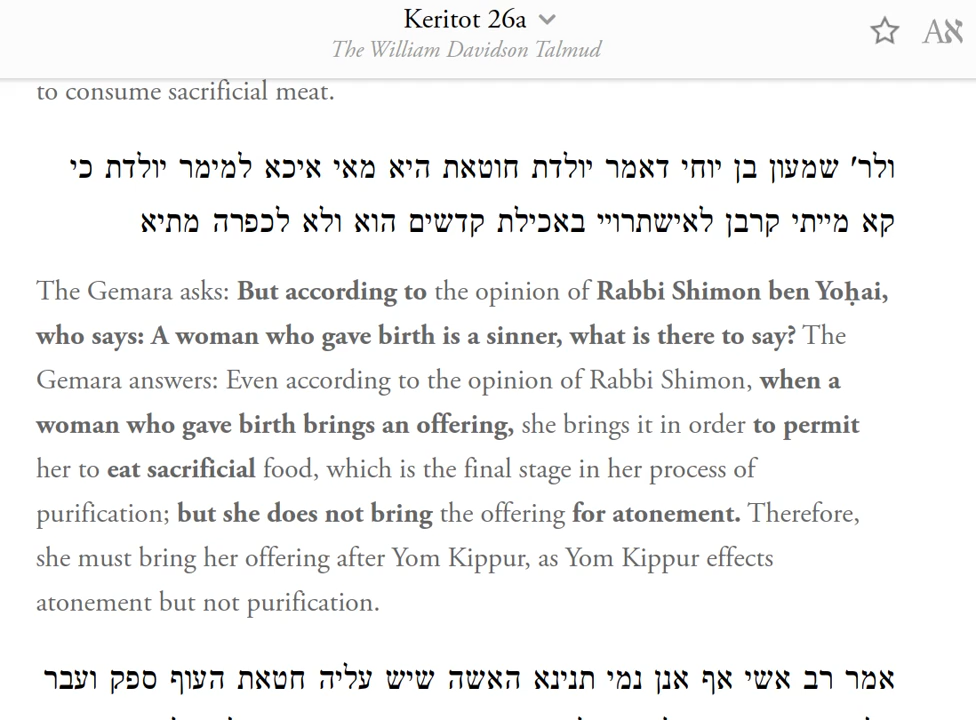 Keritot 26a
The William Davidson Talmud
Aא
to consume sacrificial meat.
ולר' שמעון בן יוחי דאמר יולדת חוטאת היא מאי איכא למימר יולדת כי
קא מייתי קרבן לאישתרויי באכילת קדשים הוא ולא לכפרה מתיא
The Gemara asks: But according to the opinion of Rabbi Shimon ben Yoḥai,
who says: A woman who gave birth is a sinner, what is there to say? The
Gemara answers: Even according to the opinion of Rabbi Shimon, when a
woman who gave birth brings an offering, she brings it in order to permit
her to eat sacrificial food, which is the final stage in her process of
purification; but she does not bring the offering for atonement. Therefore,
she must bring her offering after Yom Kippur, as Yom Kippur effects
atonement but not purification.
אמר רב אשי אף אנן נמי תנינא האשה שיש עליה חטאת העוף ספק ועבר